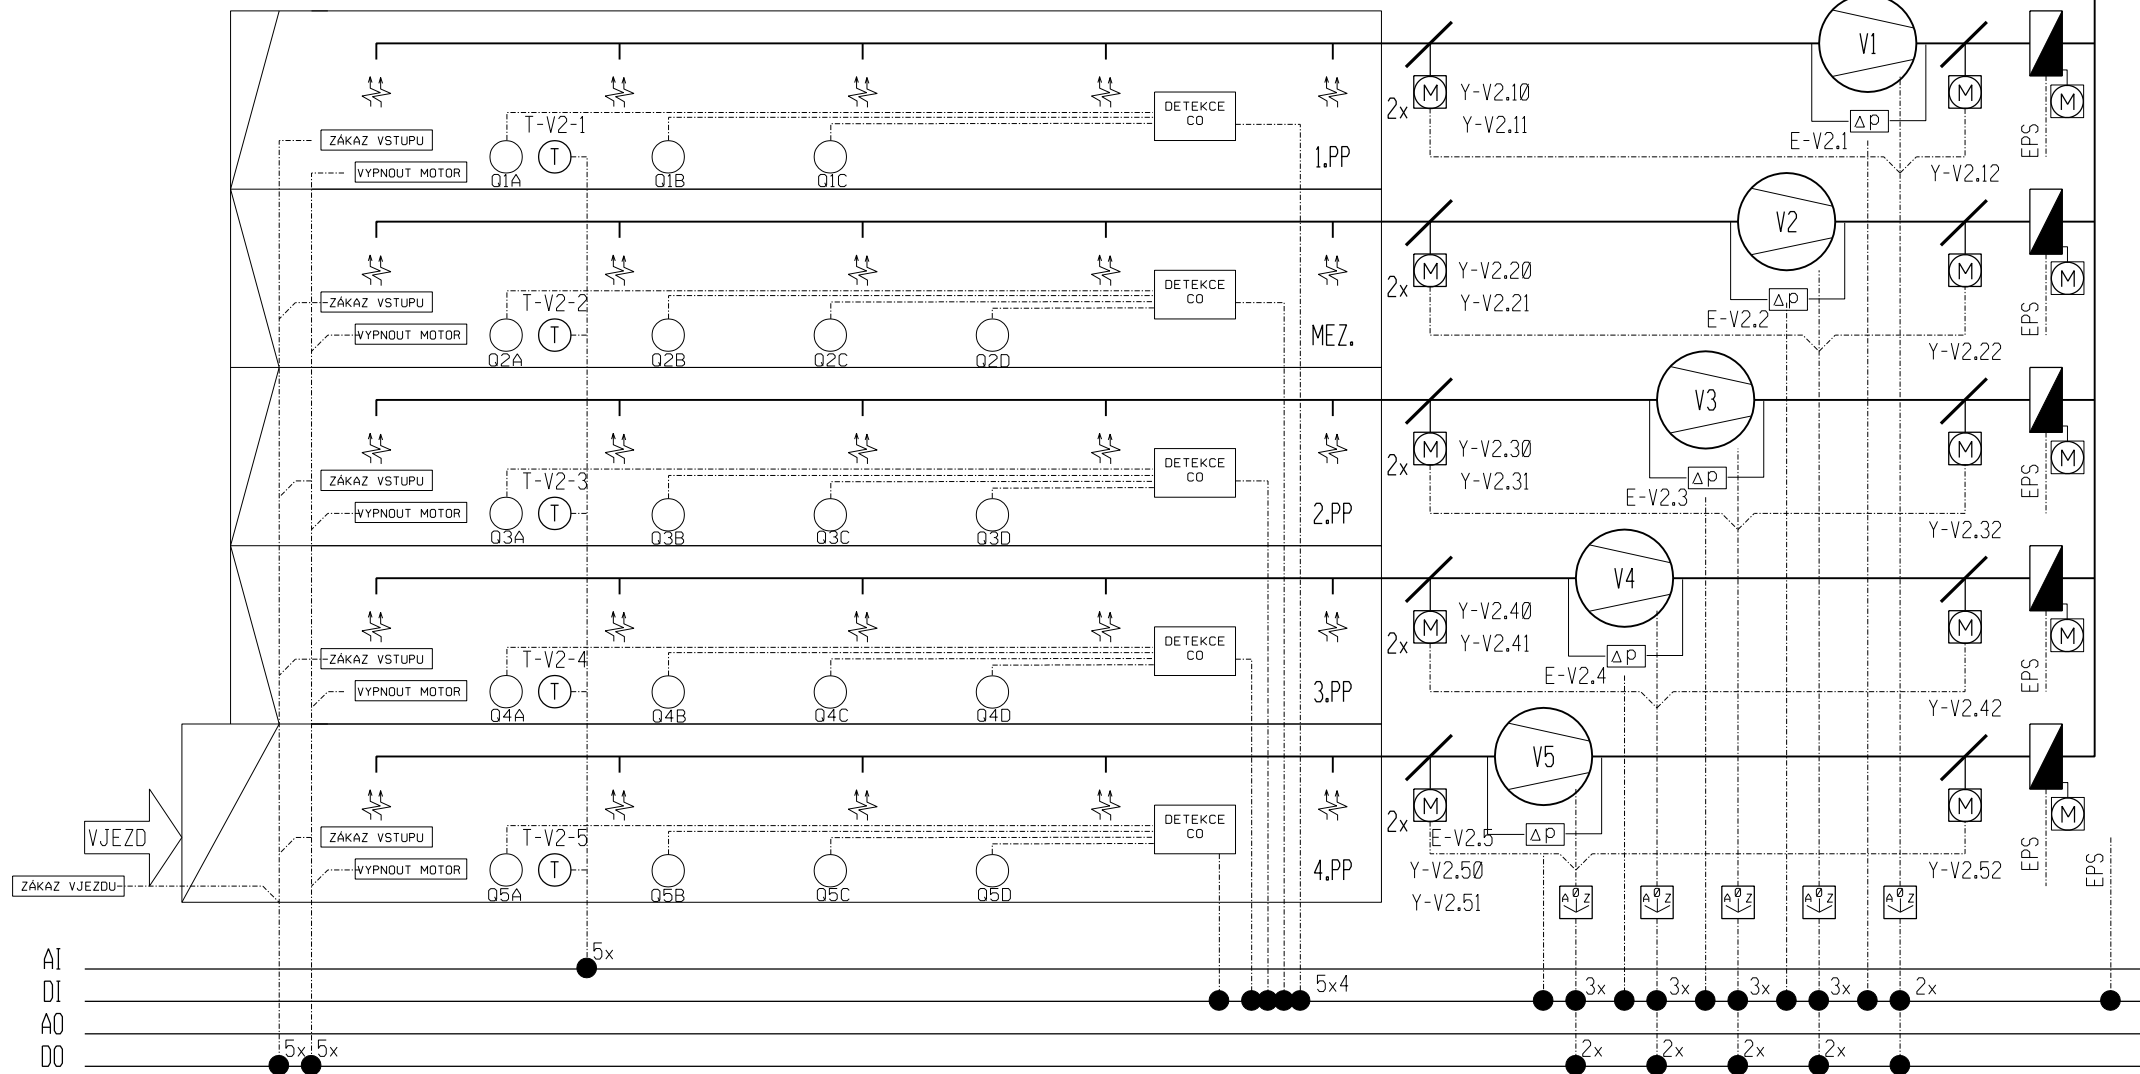 V1
M
2x
Y-V2.10
Y-V2.11
M
M
Δp
E-V2.1
EPS
Y-V2.12
DETEKCE
CO
T-V2-1
T
ZÁKAZ VSTUPU
VYPNOUT MOTOR
Q1A
Q1B
Q1C
1.PP
V2
M
2x
Y-V2.20
Y-V2.21
M
M
Δp
E-V2.2
EPS
Y-V2.22
DETEKCE
CO
T-V2-2
T
ZÁKAZ VSTUPU
VYPNOUT MOTOR
Q2A
Q2B
Q2C
Q2D
MEZ.
V3
M
2x
Y-V2.30
Y-V2.31
M
M
Δp
E-V2.3
EPS
Y-V2.32
DETEKCE
CO
T-V2-3
T
ZÁKAZ VSTUPU
VYPNOUT MOTOR
Q3A
Q3B
Q3C
Q3D
2.PP
V4
M
2x
Y-V2.40
Y-V2.41
M
M
Δp
E-V2.4
EPS
Y-V2.42
DETEKCE
CO
T-V2-4
T
ZÁKAZ VSTUPU
VYPNOUT MOTOR
Q4A
Q4B
Q4C
Q4D
3.PP
V5
M
2x
M
M
Δp
E-V2.5
Y-V2.50
Y-V2.51
EPS
EPS
Y-V2.52
DETEKCE
CO
T-V2-5
T
VJEZD
ZÁKAZ VSTUPU
VYPNOUT MOTOR
ZÁKAZ VJEZDU
Q5A
Q5B
Q5C
Q5D
4.PP
A 0 Z
A 0 Z
A 0 Z
A 0 Z
A 0 Z
AI
5x
DI
5x4
3x
3x
3x
3x
2x
AO
DO
5x
5x
2x
2x
2x
2x